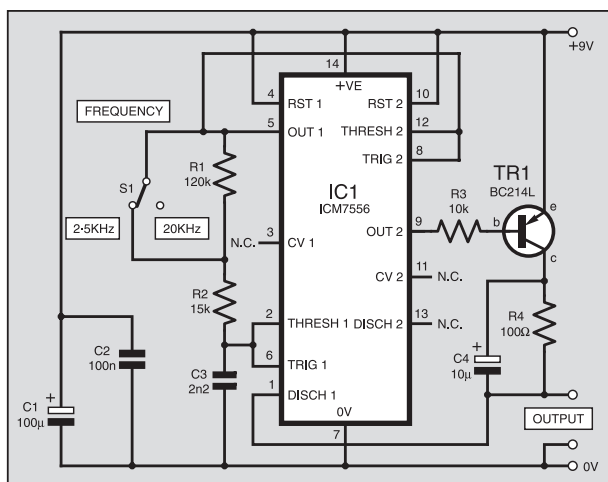 +9V
14
+VE
4
RST 1
RST 2
10
FREQUENCY
5
OUT 1
THRESH 2
12
TRIG 2
8
R1
120k
S1
TR1
BC214L
IC1
ICM7556
R3
10k
e
b
c
2•5KHz
20KHz
N.C.
3
CV 1
OUT 2
9
CV 2
11
N.C.
R2
15k
2
THRESH 1
DISCH 2
13
N.C.
R4
100Ω
+
C4
10µ
6
TRIG 1
C2
100n
C3
2n2
1
DISCH 1
0V
7
+
C1
100µ
OUTPUT
0V